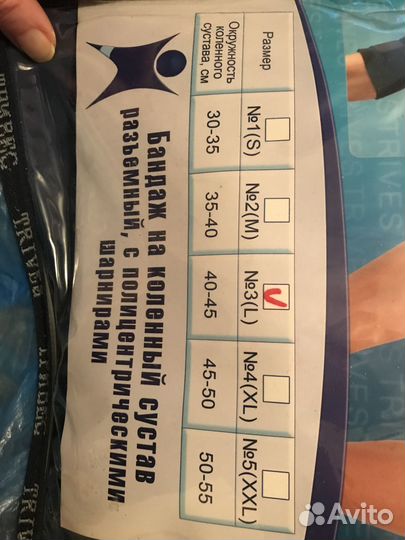 Размер
№1(S)
№2(M)
№3(L)
№4(XL)
№5(XXL)
Окружность
коленного
сустава, см
30-35
35-40
40-45
45-50
50-55
Бандаж на коленный сустав
разъемный, с полицентрическими
шарнирами
Avito